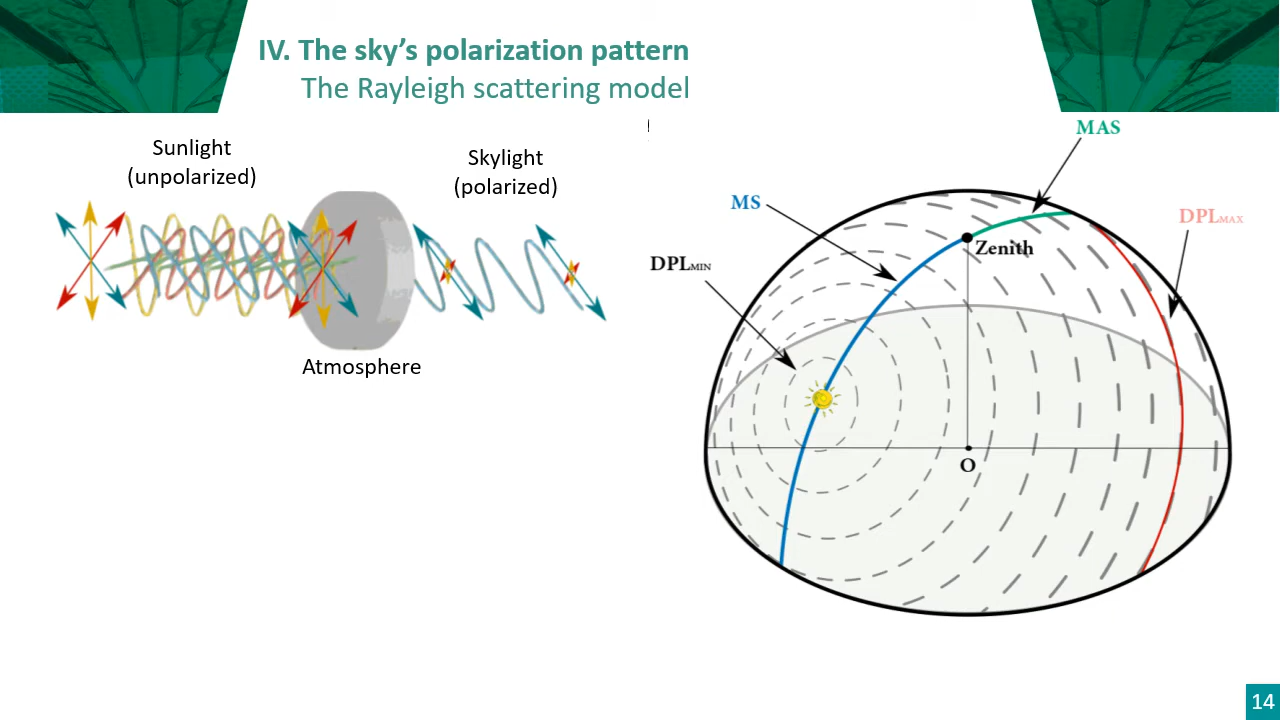 IV. The sky's polarization pattern
The Rayleigh scattering model
Sunlight
(unpolarized)
Skylight
(polarized)
Atmosphere
MAS
MS
DPLMAX
DPLMIN
Zenith
O
14